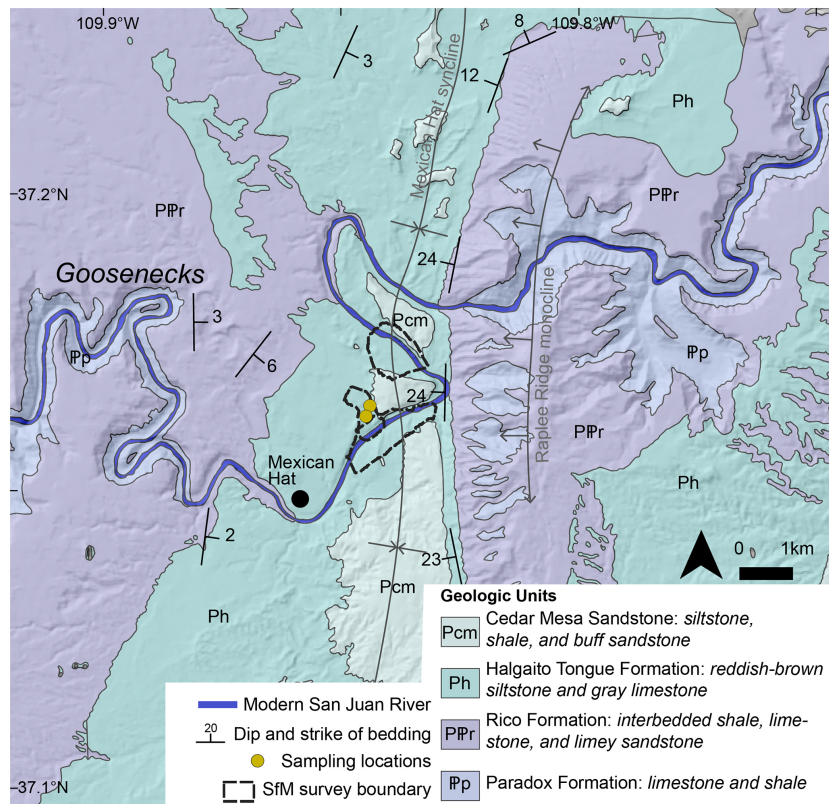 109.9°W
109.8°W
8
3
12
Mexican Hat syncline
Ph
37.2°N
PIPr
PIPr
24
Goosenecks
Raplee Ridge monocline
Pcm
3
IPp
6
IPp
24
PIPr
Mexican
Hat
Ph
2
0 1km
23
Pcm
Ph
Geologic Units
Pcm
Cedar Mesa Sandstone: siltstone,
shale, and buff sandstone
Ph
Halgaito Tongue Formation: reddish-brown
siltstone and gray limestone
PIPr
Rico Formation: interbedded shale, lime-
stone, and limey sandstone
IPp
Paradox Formation: limestone and shale
Modern San Juan River
20
Dip and strike of bedding
Sampling locations
SfM survey boundary
37.1°N